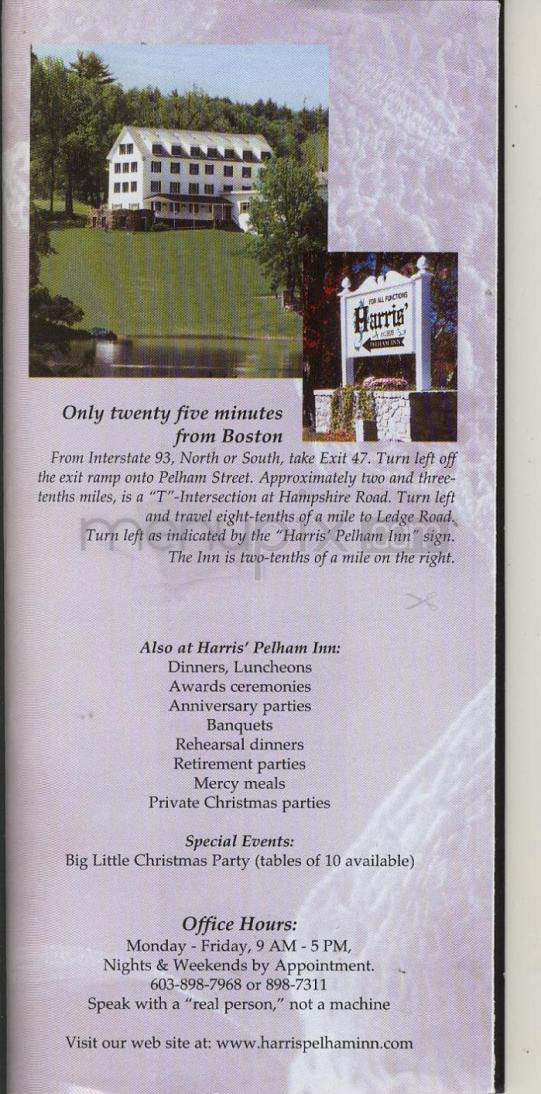 FOR ALL FUNCTIONS
Harris'
PELHAM INN
Only twenty five minutes
from Boston
From Interstate 93, North or South, take Exit 47. Turn left off
the exit ramp onto Pelham Street. Approximately two and three-
tenths miles, is a "T"-Intersection at Hampshire Road. Turn left
and travel eight-tenths of a mile to Ledge Road.
Turn left as indicated by the "Harris' Pelham Inn" sign.
The Inn is two-tenths of a mile on the right.
menupix.com
Also at Harris' Pelham Inn:
Dinners, Luncheons
Awards ceremonies
Anniversary parties
Banquets
Rehearsal dinners
Retirement parties
Mercy meals
Private Christmas parties
Special Events:
Big Little Christmas Party (tables of 10 available)
Office Hours:
Monday - Friday, 9 AM - 5 PM,
Nights & Weekends by Appointment.
603-898-7968 or 898-7311
Speak with a "real person," not a machine
Visit our web site at: www.harrispelhaminn.com